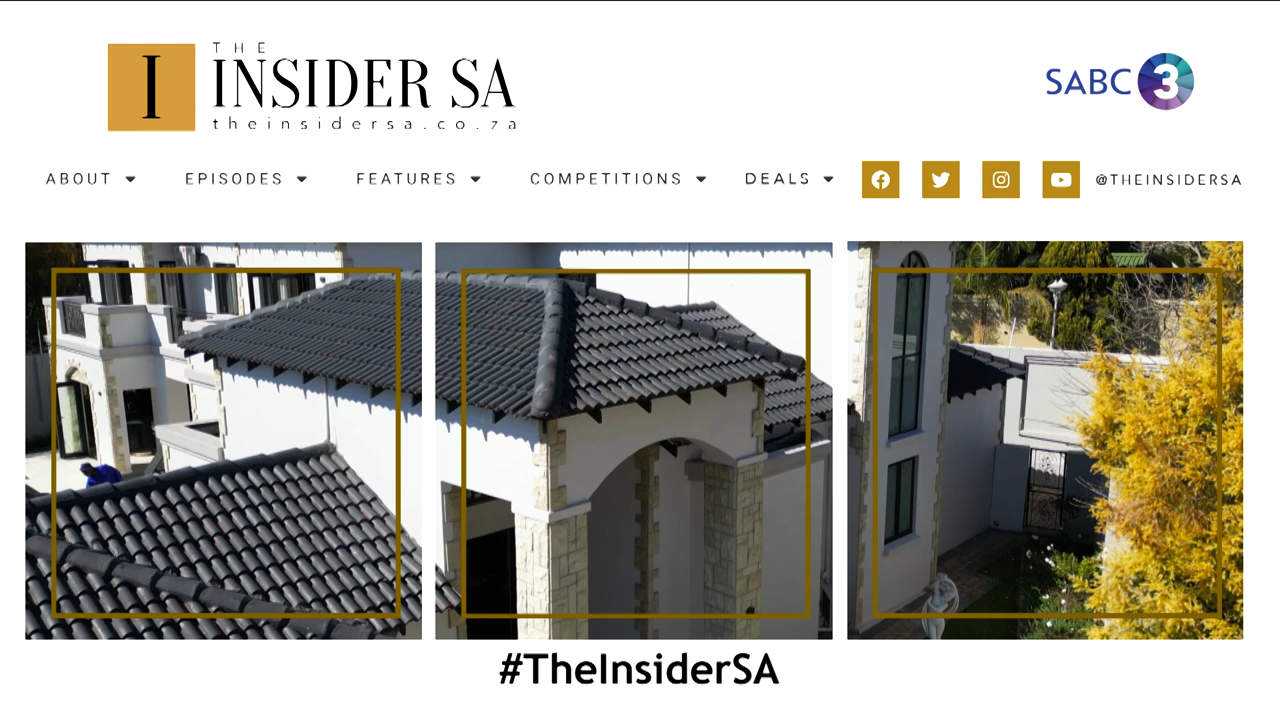 I
THE
INSIDER SA
theinsidersa.co.za
SABC 3
ABOUT EPISODES FEATURES COMPETITIONS DEALS @THEINSIDERSA
#TheInsiderSA